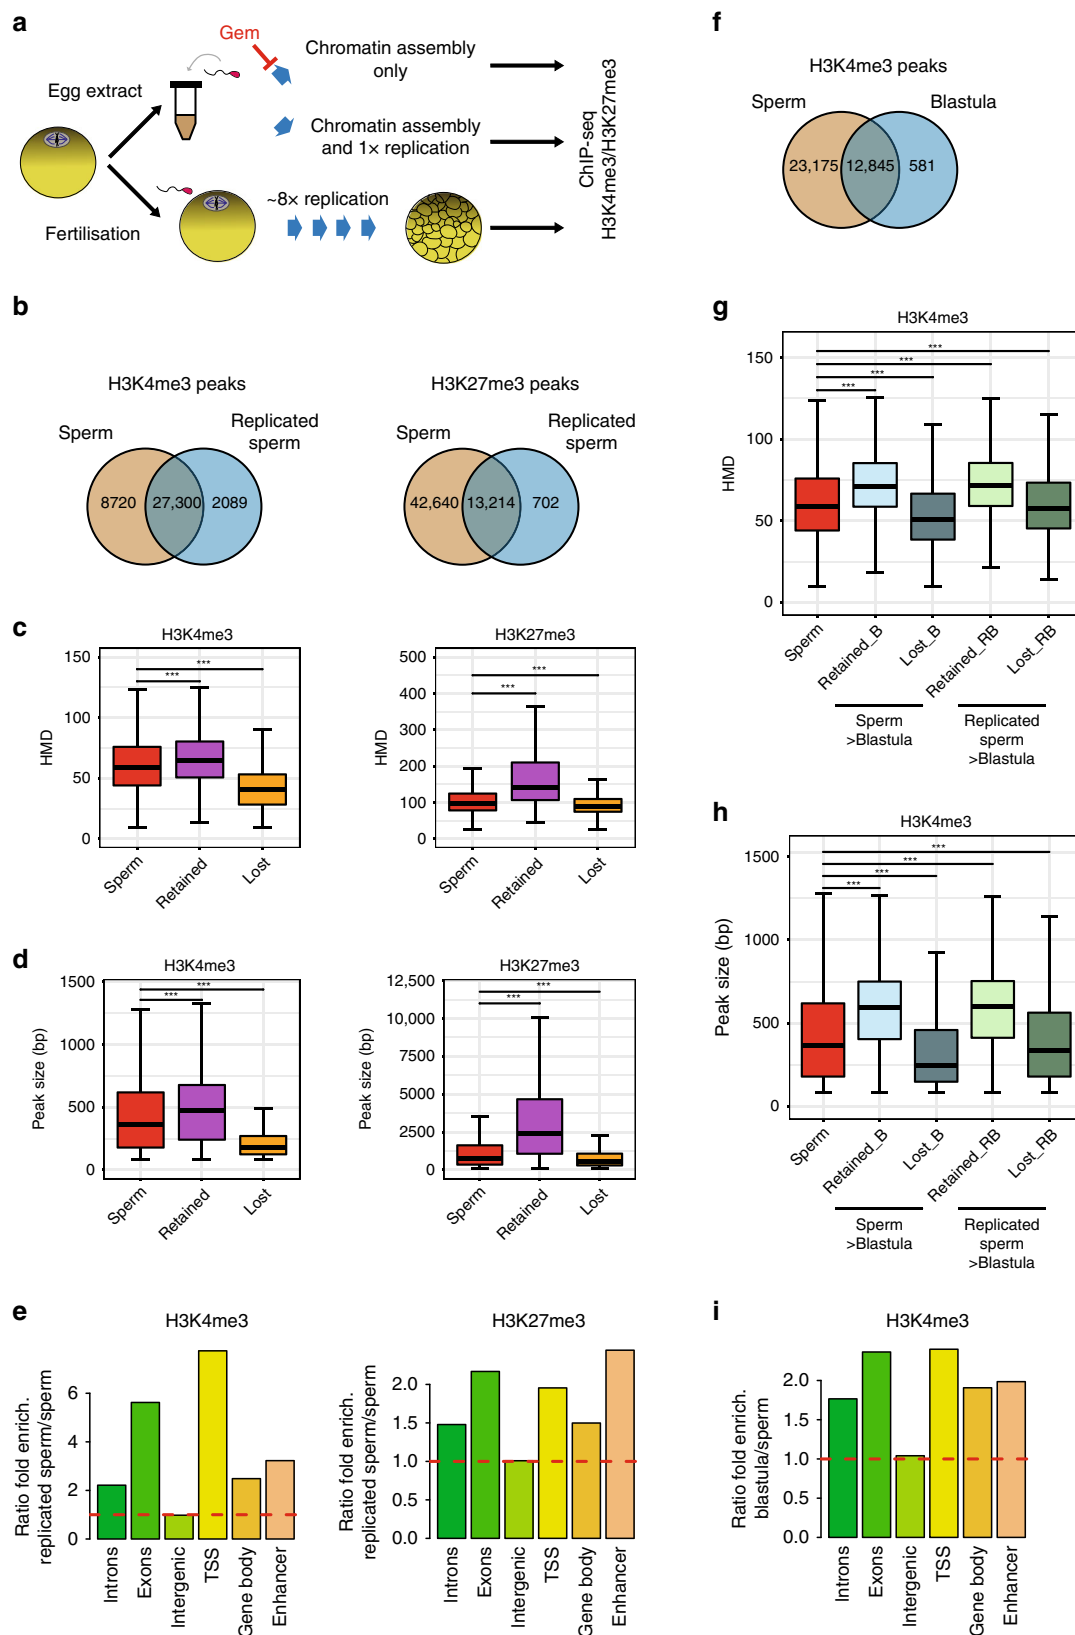 a
Gem
Egg extract
Chromatin assembly
only
Chromatin assembly
and 1× replication
~8× replication
Fertilisation
ChIP-seq
H3K4me3/H3K27me3
b
H3K4me3 peaks
Sperm
Replicated
sperm
8720
27,300
2089
H3K27me3 peaks
Sperm
Replicated
sperm
42,640
13,214
702
c
H3K4me3
HMD
150
100
50
0
***
***
Sperm
Retained
Lost
H3K27me3
HMD
500
400
300
200
100
0
***
***
Sperm
Retained
Lost
d
H3K4me3
Peak size (bp)
1500
1000
500
0
***
***
Sperm
Retained
Lost
H3K27me3
Peak size (bp)
12,500
10,000
7500
5000
2500
0
***
***
Sperm
Retained
Lost
e
H3K4me3
Ratio fold enrich.
replicated sperm/sperm
6
4
2
0
Introns
Exons
Intergenic
TSS
Gene body
Enhancer
H3K27me3
Ratio fold enrich.
replicated sperm/sperm
2.0
1.5
1.0
0.5
0.0
Introns
Exons
Intergenic
TSS
Gene body
Enhancer
f
H3K4me3 peaks
Sperm
Blastula
23,175
12,845
581
g
H3K4me3
HMD
150
100
50
0
***
***
***
***
Sperm
Retained_B
Lost_B
Retained_RB
Lost_RB
Sperm
>Blastula
Replicated
sperm
>Blastula
h
H3K4me3
Peak size (bp)
1500
1000
500
0
***
***
***
***
Sperm
Retained_B
Lost_B
Retained_RB
Lost_RB
Sperm
>Blastula
Replicated
sperm
>Blastula
i
H3K4me3
Ratio fold enrich.
blastula/sperm
2.0
1.5
1.0
0.5
0.0
Introns
Exons
Intergenic
TSS
Gene body
Enhancer